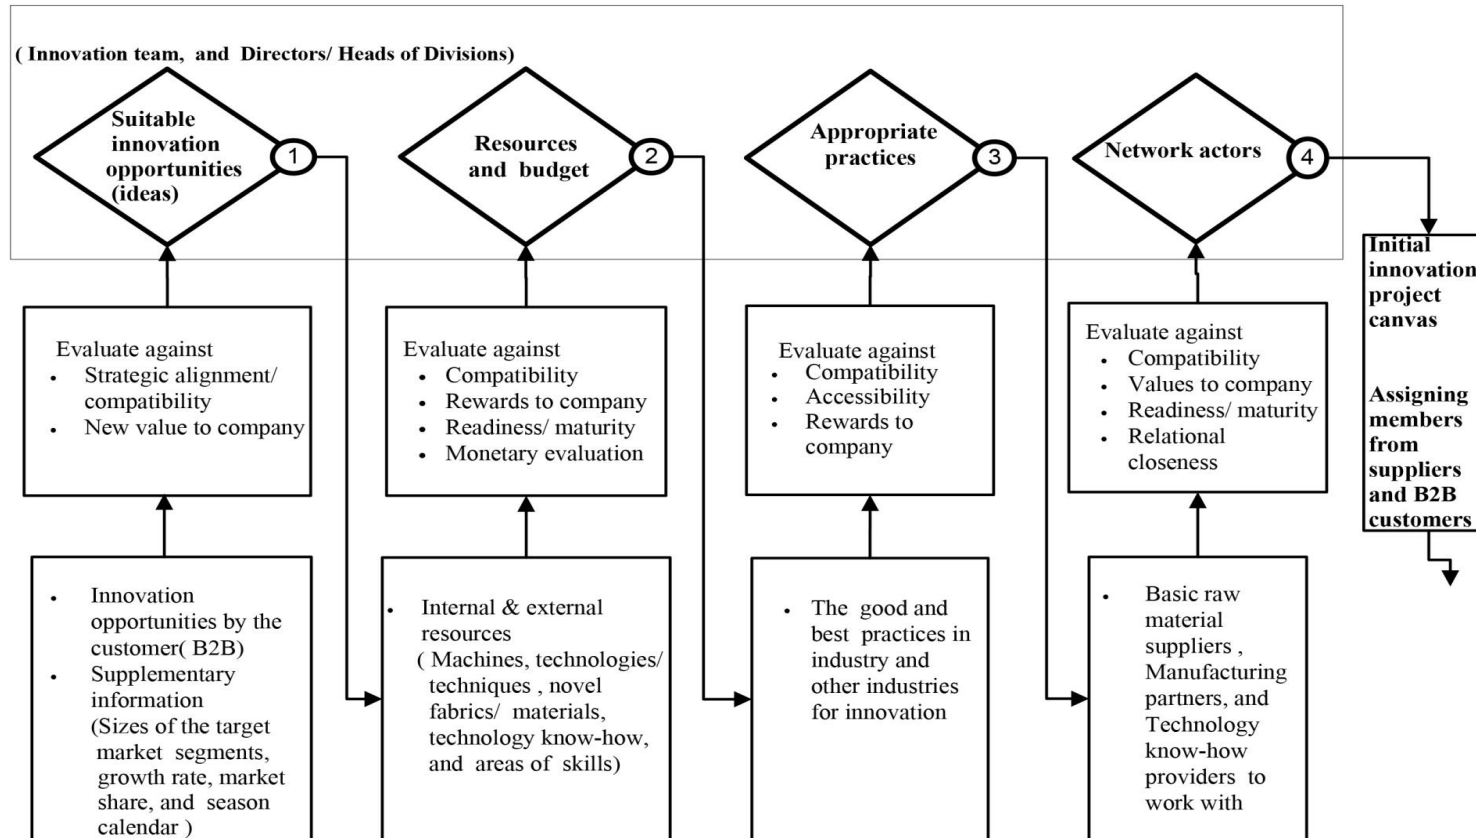 ( Innovation team, and Directors/ Heads of Divisions)
Suitable
innovation
opportunities
(ideas)
1
Resources
and budget
2
Appropriate
practices
3
Network actors
4
Evaluate against
• Strategic alignment/
compatibility
• New value to company
Evaluate against
• Compatibility
• Rewards to company
• Readiness/ maturity
• Monetary evaluation
Evaluate against
• Compatibility
• Accessibility
• Rewards to
company
Evaluate against
• Compatibility
• Values to company
• Readiness/ maturity
• Relational
closeness
Initial
innovation
project
canvas
Assigning
members
from
suppliers
and B2B
customers
• Innovation
opportunities by the
customer( B2B)
• Supplementary
information
(Sizes of the target
market segments,
growth rate, market
share, and season
calendar )
• Internal & external
resources
( Machines, technologies/
techniques , novel
fabrics/ materials,
technology know-how,
and areas of skills)
• The good and
best practices in
industry and
other industries
for innovation
• Basic raw
material
suppliers ,
Manufacturing
partners, and
Technology
know-how
providers to
work with